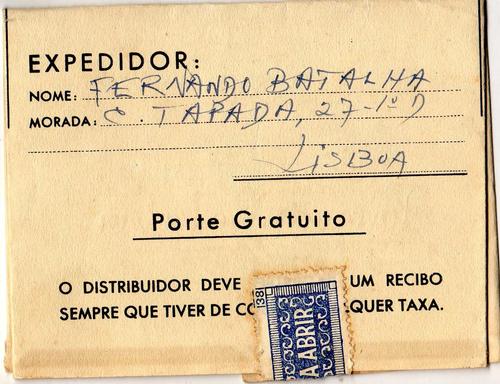 EXPEDIDOR:
NOME: FERNANDO BATALHA
MORADA: C. TAPADA, 27-1º D
LISBOA
Porte Gratuito
O DISTRIBUIDOR DEVE UM RECIBO
SEMPRE QUE TIVER DE CO QUER TAXA.
138
A ABRIR